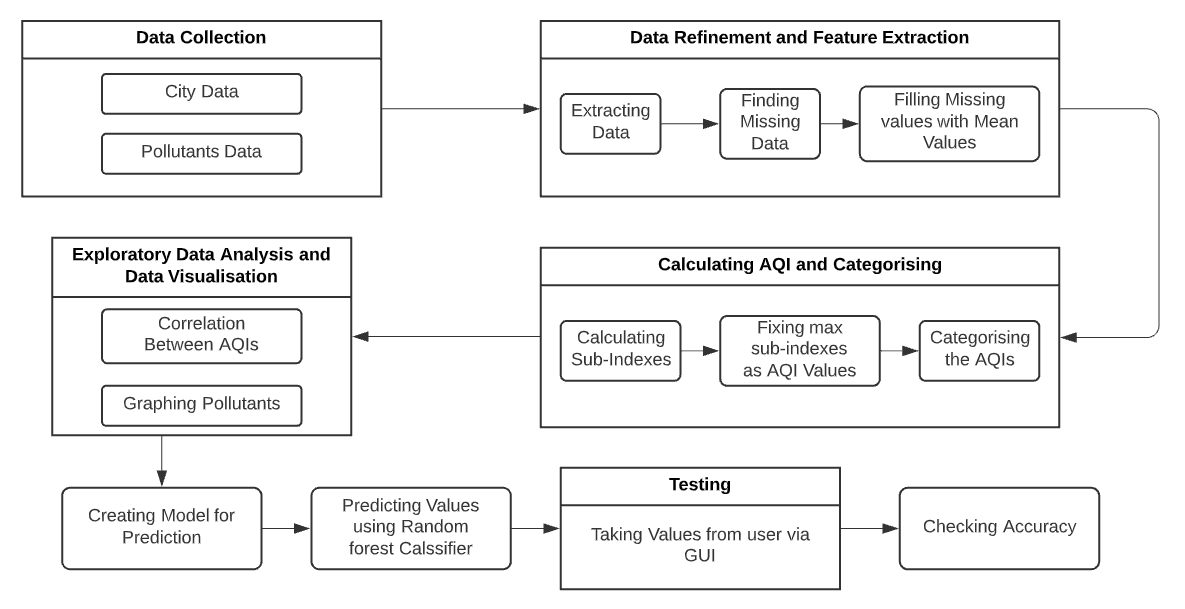 Data Collection
City Data
Pollutants Data
Data Refinement and Feature Extraction
Extracting
Data
Finding
Missing
Data
Filling Missing
values with Mean
Values
Exploratory Data Analysis and
Data Visualisation
Correlation
Between AQIs
Graphing Pollutants
Calculating AQI and Categorising
Calculating
Sub-Indexes
Fixing max
sub-indexes
as AQI Values
Categorising
the AQIs
Creating Model for
Prediction
Predicting Values
using Random
forest Calssifier
Testing
Taking Values from user via
GUI
Checking Accuracy